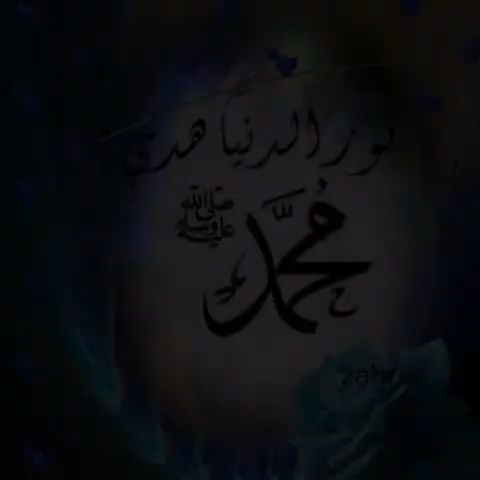 نور الدنيا هدى
صلى الله عليه وسلم
محمد